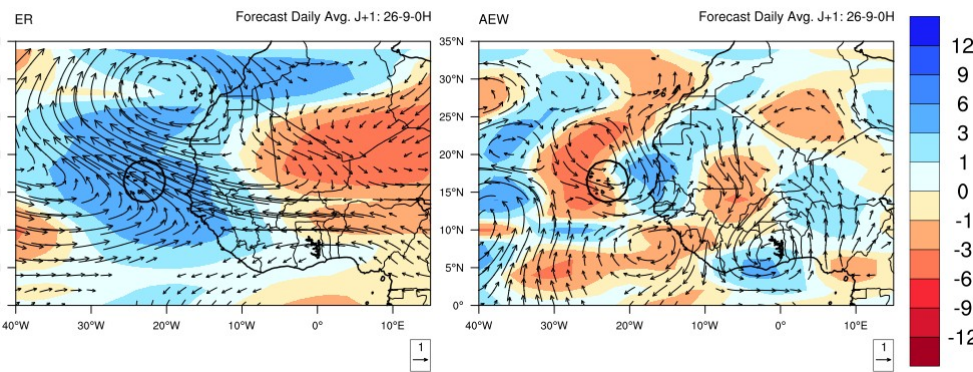 ER Forecast Daily Avg. J+1: 26-9-0H
AEW Forecast Daily Avg. J+1: 26-9-0H
35°N
30°N
25°N
20°N
15°N
10°N
5°N
0°
40°W 30°W 20°W 10°W 0° 10°E
40°W 30°W 20°W 10°W 0° 10°E
1
1
12
9
6
3
1
0
-1
-3
-6
-9
-12